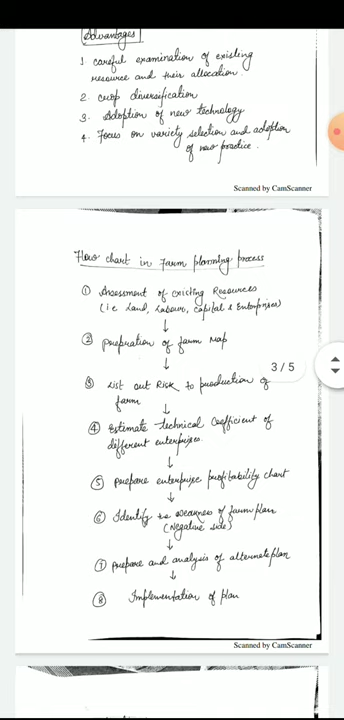 Advantages
1. careful examination of existing
resource and their allocation.
2. crop diversification
3. Adoption of new technology
4. Focus on variety selection and adoption
of new practice.
Scanned by CamScanner
Flow chart in Farm planning process
① Assessment of existing Resources
(i.e. Land, Labour, Capital & Enterprises)
↓
② Prepration of farm Map
↓
3 / 5
③ List out Risk to production of
farm
↓
④ Estimate technical coefficient of
different enterprises.
↓
⑤ Prepare enterprise profitability chart
↓
⑥ Identify the weakness of farm plan
(Negative side)
↓
⑦ prepare and analysis of alternate plan
↓
⑧ Implementation of plan
Scanned by CamScanner